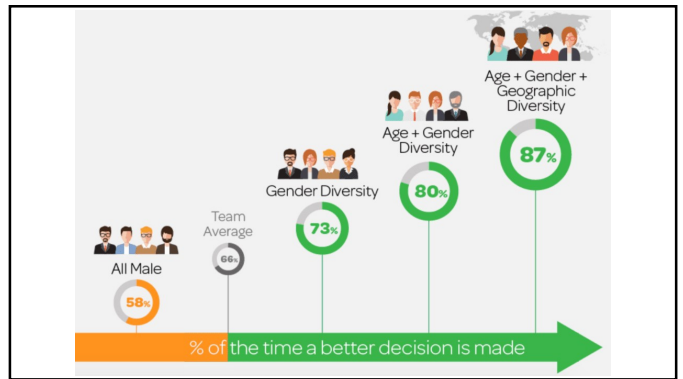 Age + Gender +
Geographic
Diversity
87%
Age + Gender
Diversity
80%
Gender Diversity
73%
Team
Average
66%
All Male
58%
% of the time a better decision is made